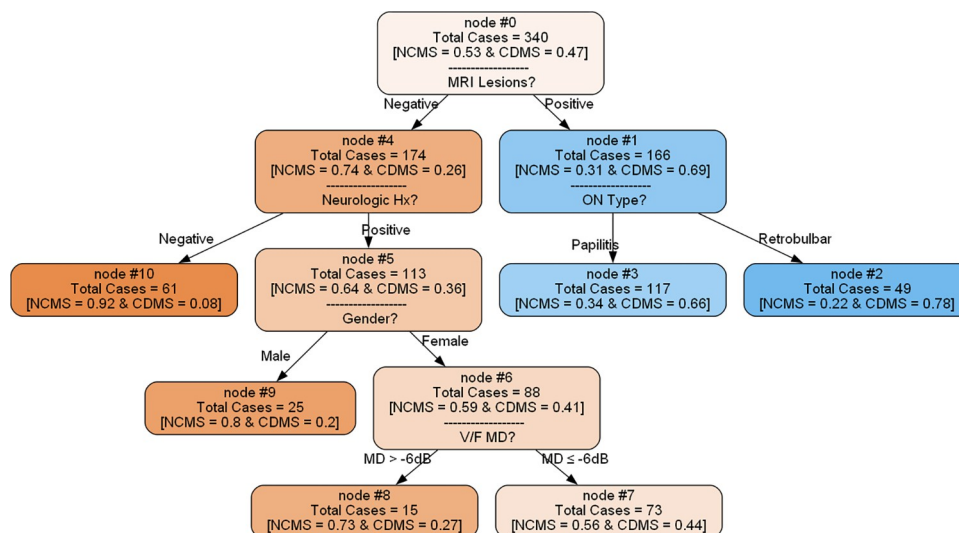 node #0
Total Cases = 340
[NCMS = 0.53 & CDMS = 0.47]
------------------
MRI Lesions?
Negative
Positive
node #4
Total Cases = 174
[NCMS = 0.74 & CDMS = 0.26]
------------------
Neurologic Hx?
node #1
Total Cases = 166
[NCMS = 0.31 & CDMS = 0.69]
------------------
ON Type?
Negative
Positive
Papilitis
Retrobulbar
node #10
Total Cases = 61
[NCMS = 0.92 & CDMS = 0.08]
node #5
Total Cases = 113
[NCMS = 0.64 & CDMS = 0.36]
------------------
Gender?
node #3
Total Cases = 117
[NCMS = 0.34 & CDMS = 0.66]
node #2
Total Cases = 49
[NCMS = 0.22 & CDMS = 0.78]
Male
Female
node #9
Total Cases = 25
[NCMS = 0.8 & CDMS = 0.2]
node #6
Total Cases = 88
[NCMS = 0.59 & CDMS = 0.41]
------------------
V/F MD?
MD > -6dB
MD ≤ -6dB
node #8
Total Cases = 15
[NCMS = 0.73 & CDMS = 0.27]
node #7
Total Cases = 73
[NCMS = 0.56 & CDMS = 0.44]